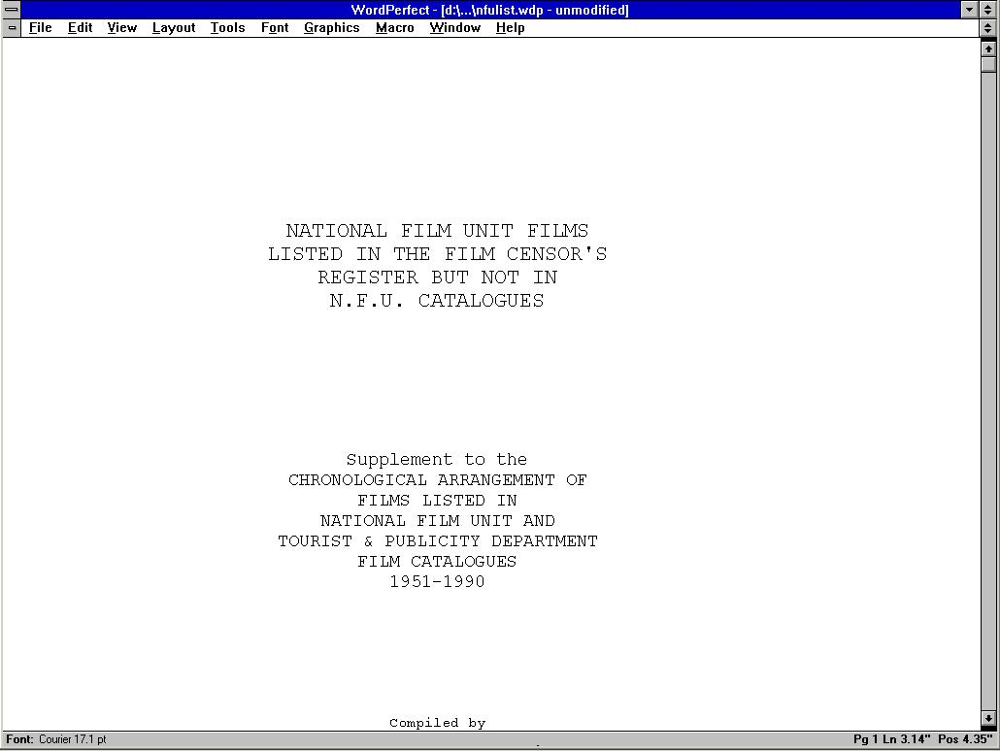 WordPerfect - [d:\...\nfulist.wdp - unmodified]
File Edit View Layout Tools Font Graphics Macro Window Help
NATIONAL FILM UNIT FILMS
LISTED IN THE FILM CENSOR'S
REGISTER BUT NOT IN
N.F.U. CATALOGUES
Supplement to the
CHRONOLOGICAL ARRANGEMENT OF
FILMS LISTED IN
NATIONAL FILM UNIT AND
TOURIST & PUBLICITY DEPARTMENT
FILM CATALOGUES
1951-1990
Compiled by
Font: Courier 17.1 pt Pg 1 Ln 3.14" Pos 4.35"